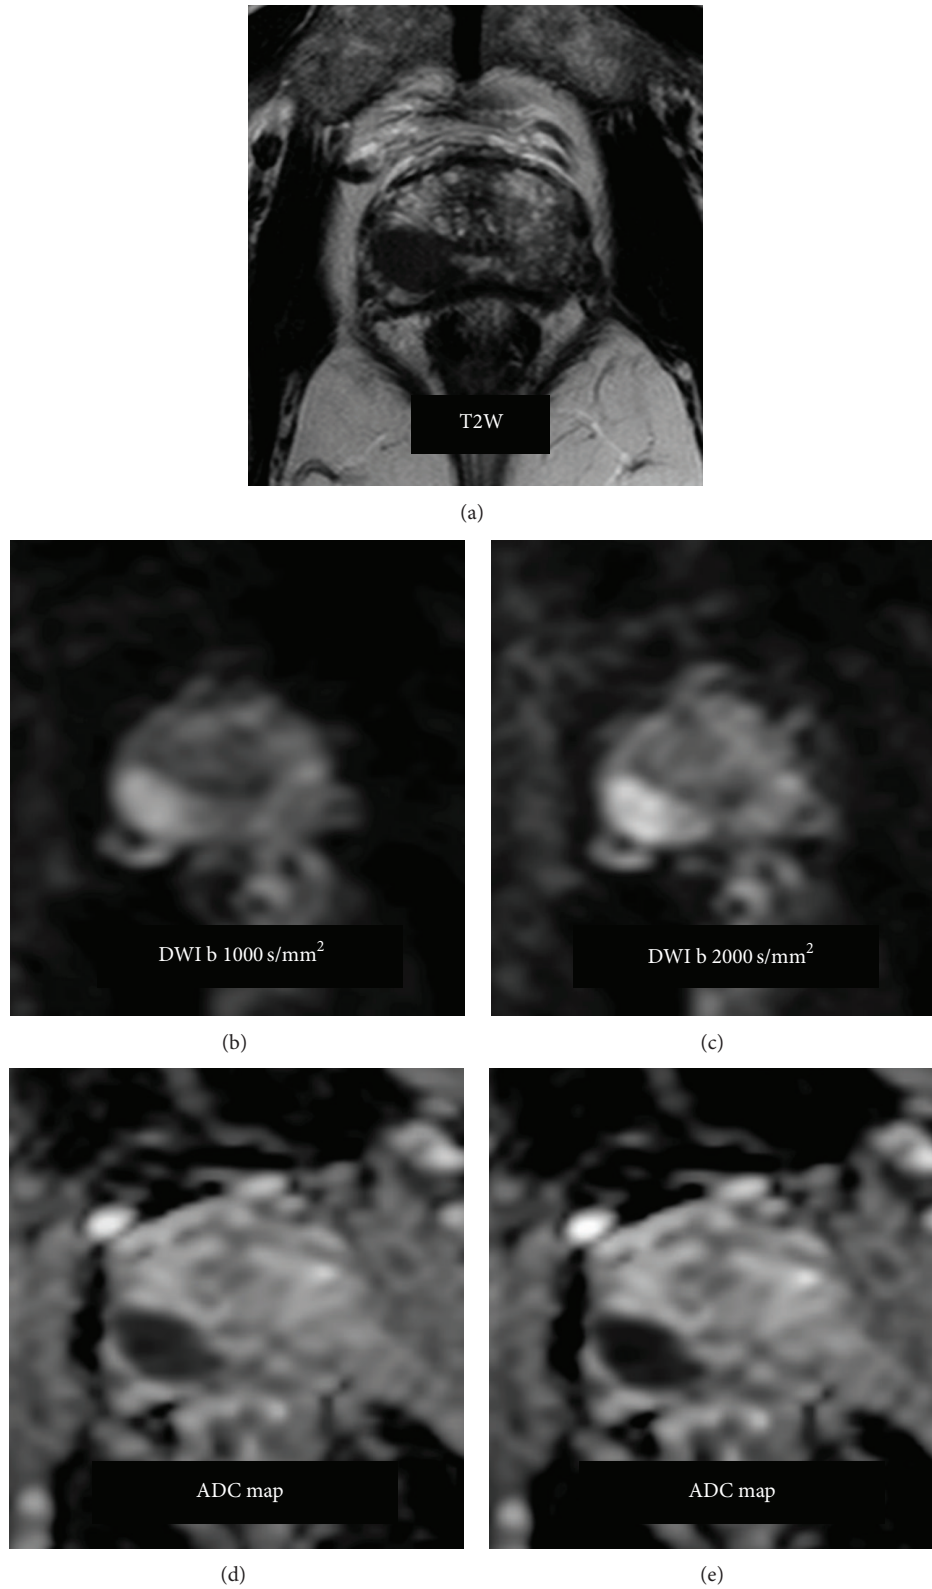 T2W
(a)
DWI b 1000 s/mm²
(b)
DWI b 2000 s/mm²
(c)
ADC map
(d)
ADC map
(e)